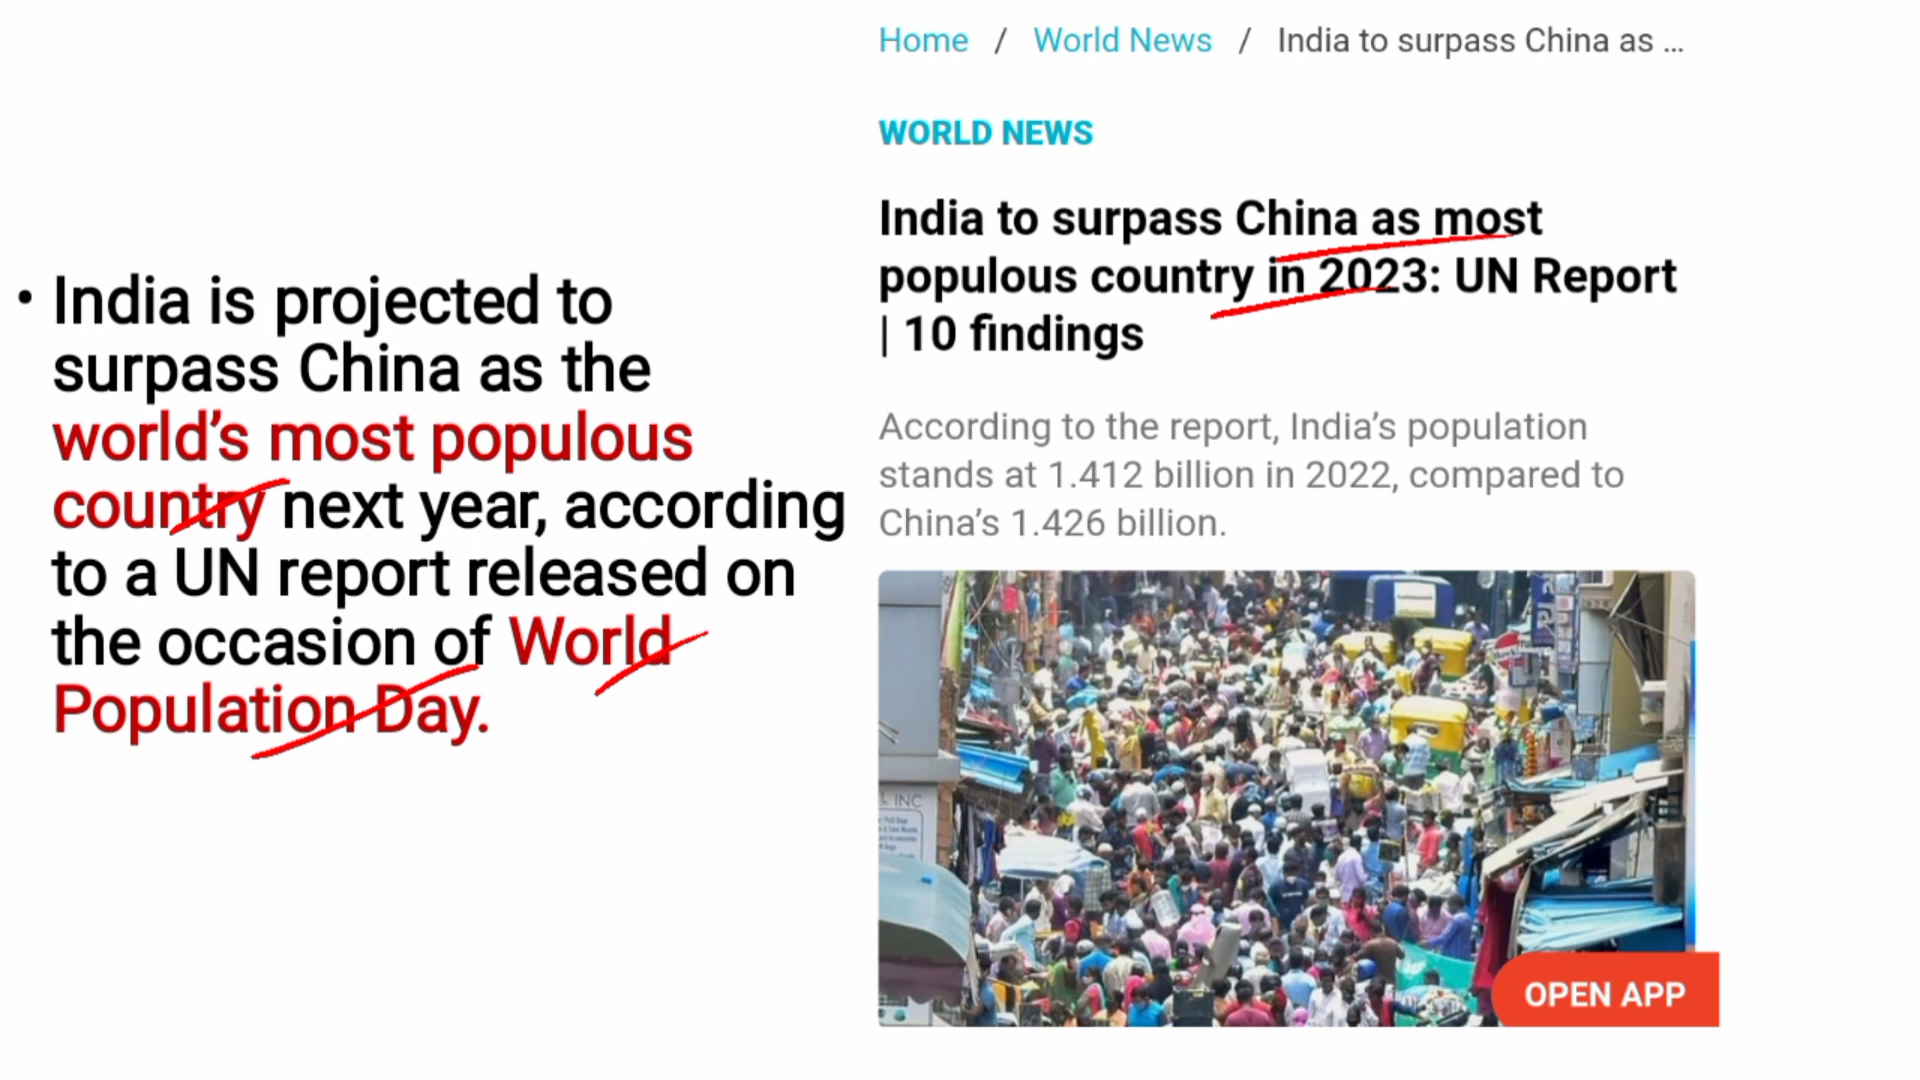 • India is projected to
surpass China as the
world's most populous
country next year, according
to a UN report released on
the occasion of World
Population Day.
Home / World News / India to surpass China as ...
WORLD NEWS
India to surpass China as most
populous country in 2023: UN Report
| 10 findings
According to the report, India's population
stands at 1.412 billion in 2022, compared to
China's 1.426 billion.
INC
OPEN APP